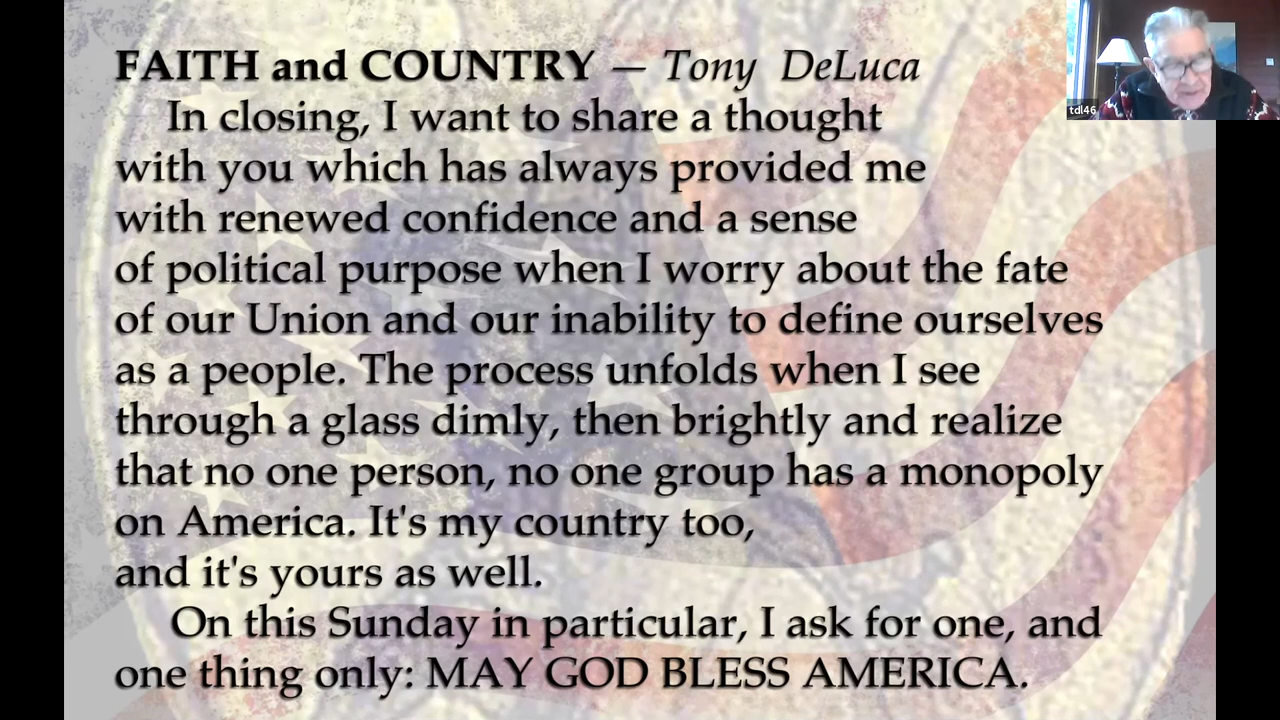 FAITH and COUNTRY — Tony DeLuca
In closing, I want to share a thought
with you which has always provided me
with renewed confidence and a sense
of political purpose when I worry about the fate
of our Union and our inability to define ourselves
as a people. The process unfolds when I see
through a glass dimly, then brightly and realize
that no one person, no one group has a monopoly
on America. It's my country too,
and it's yours as well.
On this Sunday in particular, I ask for one, and
one thing only: MAY GOD BLESS AMERICA.
tdl46